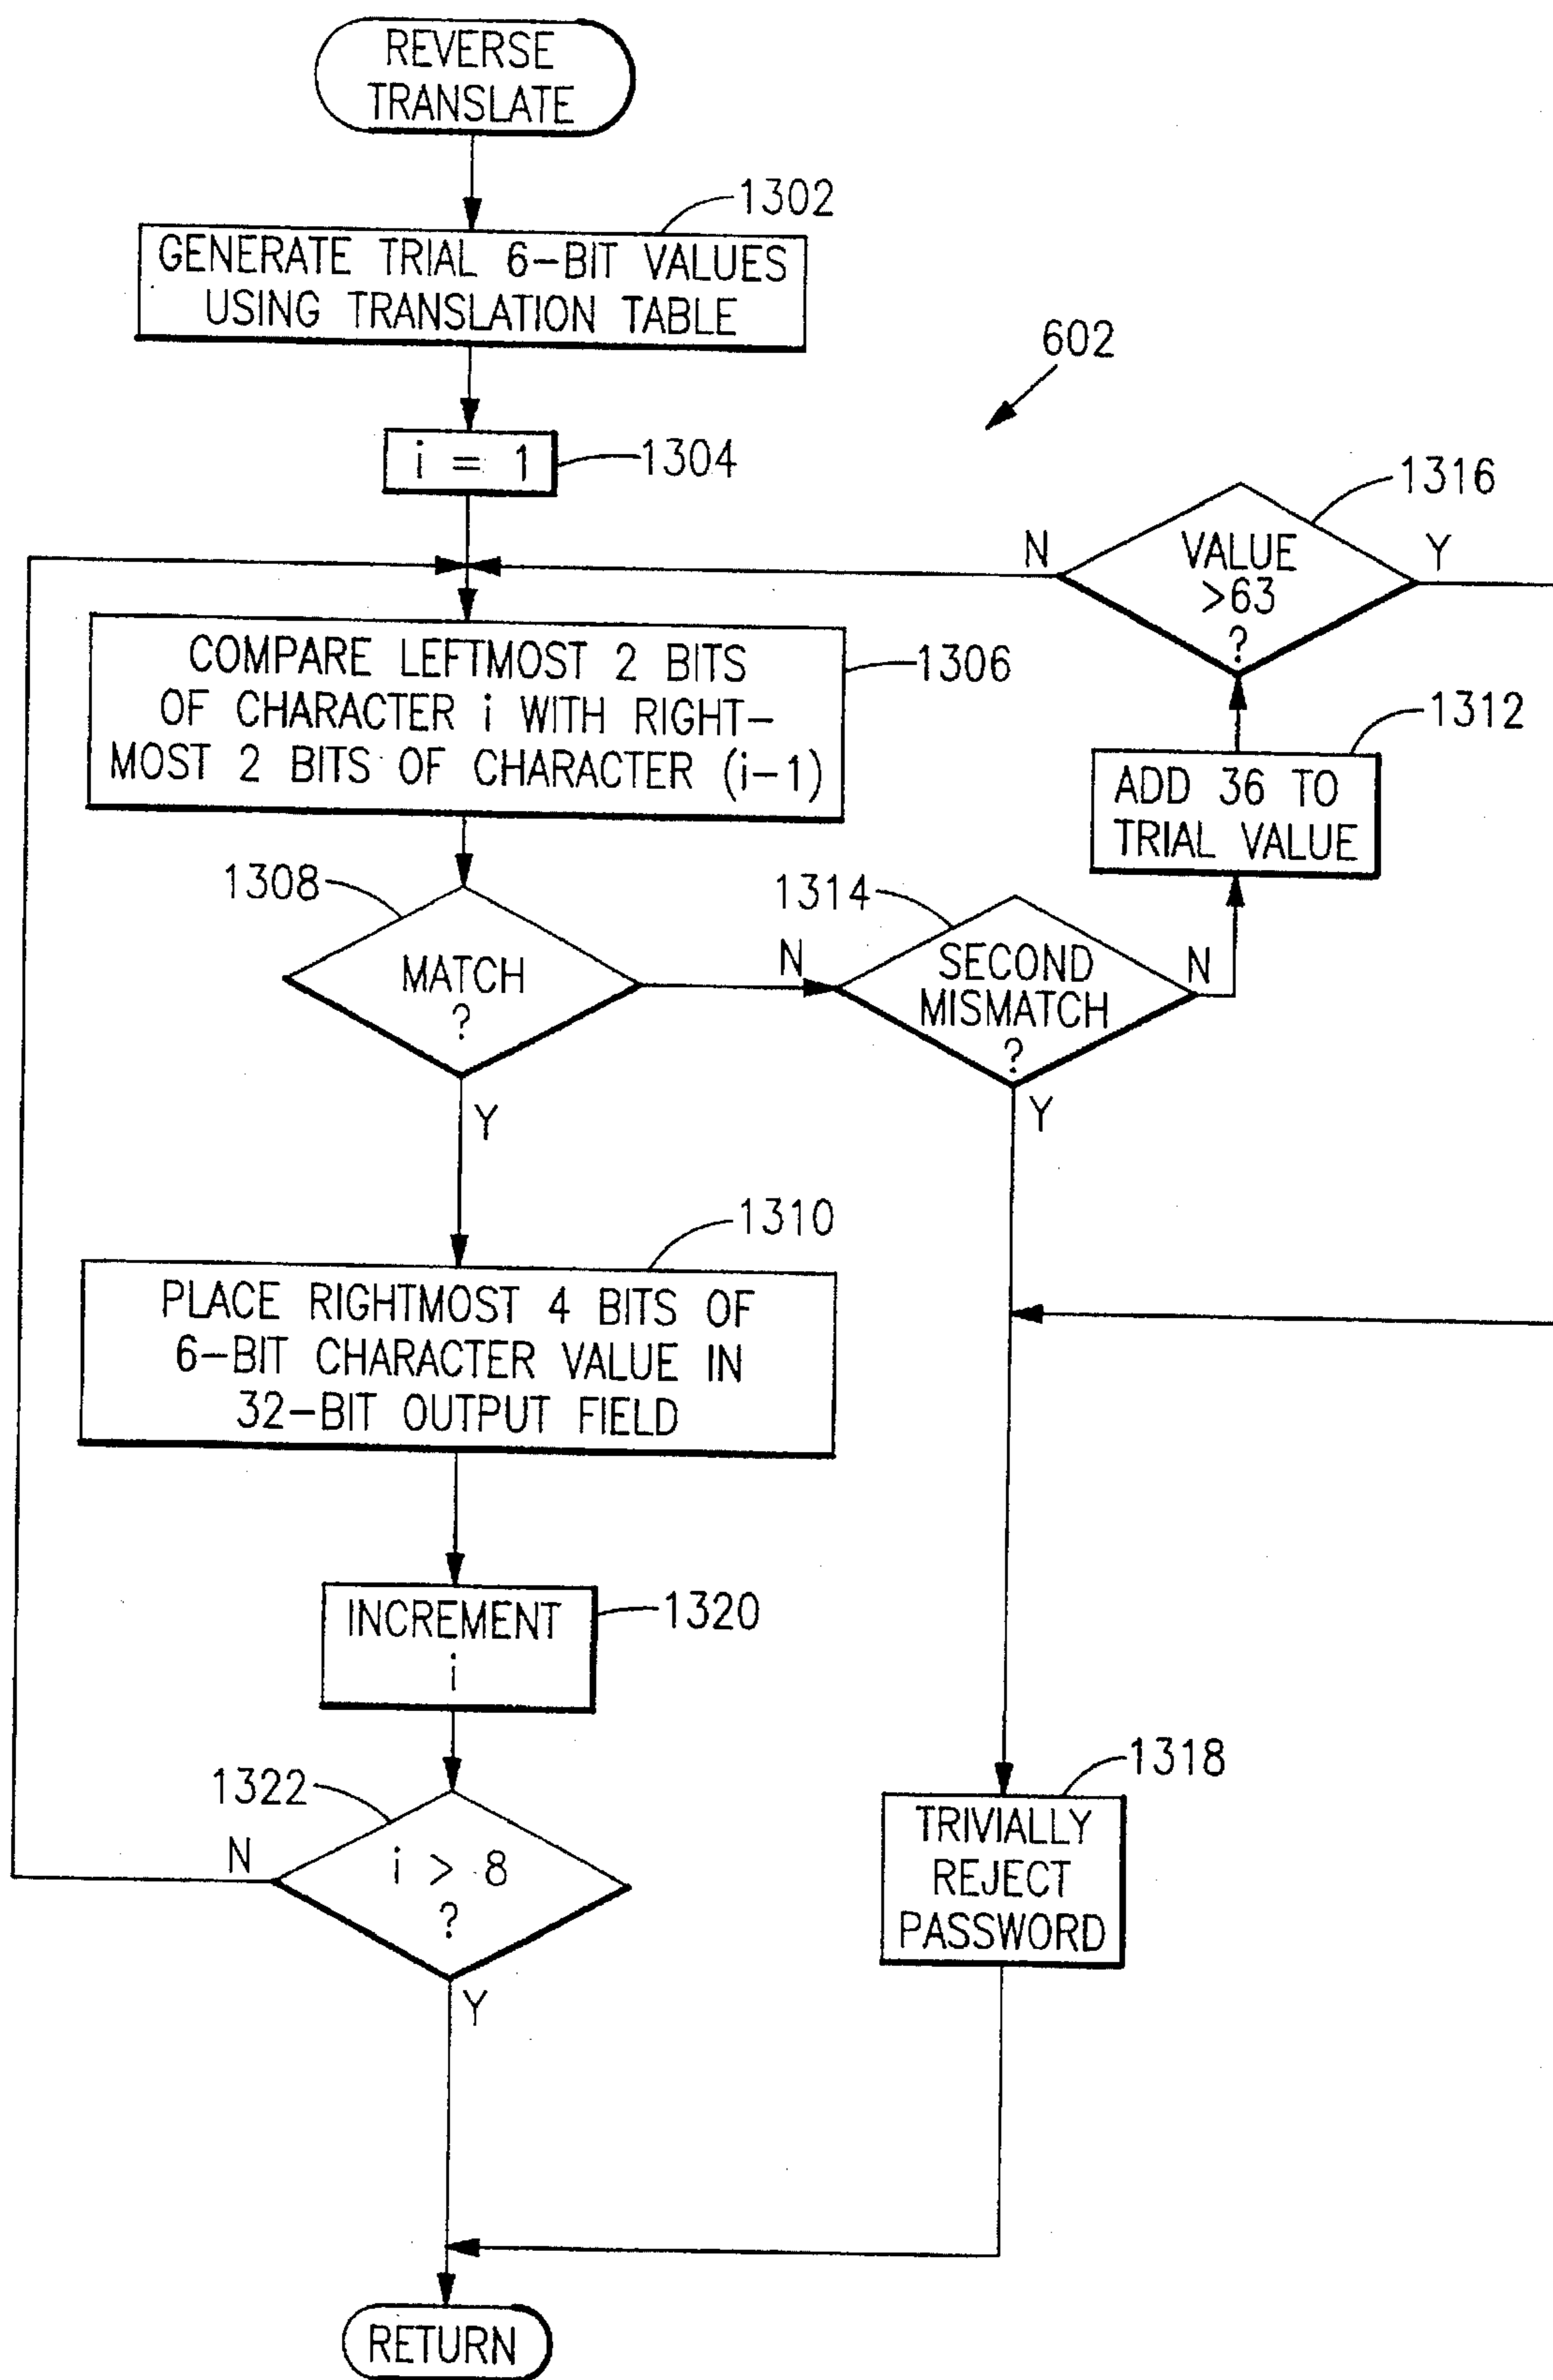 REVERSE
TRANSLATE
1302
GENERATE TRIAL 6-BIT VALUES
USING TRANSLATION TABLE
602
i = 1
1304
1316
N
VALUE
>63
?
Y
COMPARE LEFTMOST 2 BITS
OF CHARACTER i WITH RIGHT-
MOST 2 BITS OF CHARACTER (i-1)
1306
1312
ADD 36 TO
TRIAL VALUE
1308
MATCH
?
N
1314
SECOND
MISMATCH
?
N
Y
Y
1310
PLACE RIGHTMOST 4 BITS OF
6-BIT CHARACTER VALUE IN
32-BIT OUTPUT FIELD
INCREMENT
i
1320
1322
N
i > 8
?
Y
1318
TRIVIALLY
REJECT
PASSWORD
RETURN